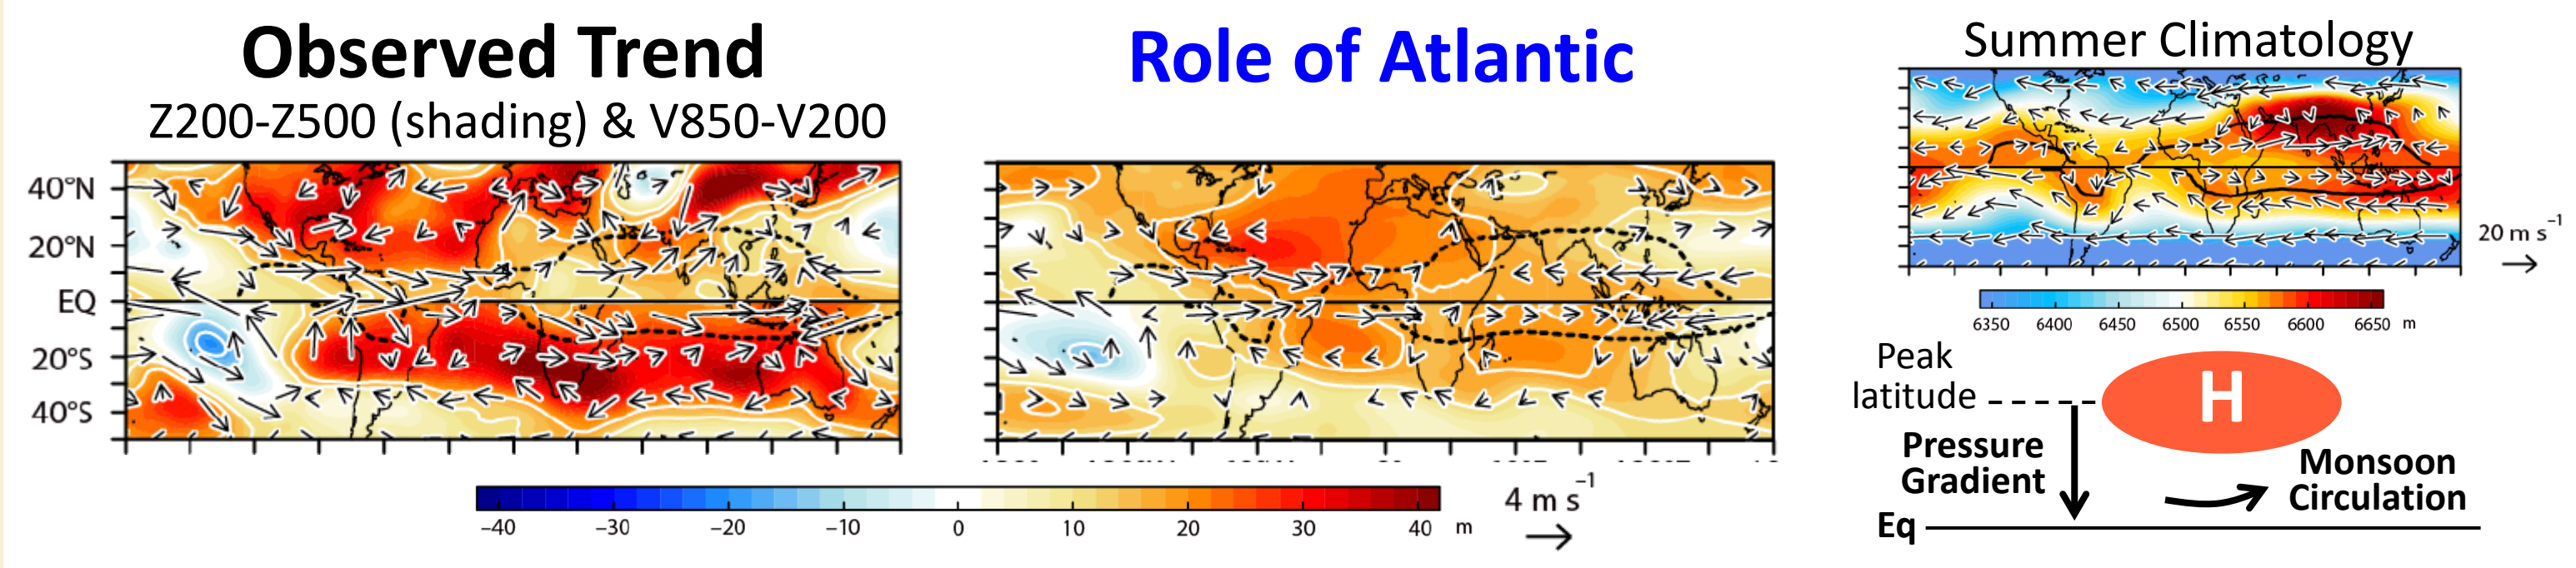 Observed Trend
Z200-Z500 (shading) & V850-V200
40°N
20°N
EQ
20°S
40°S
Role of Atlantic
−40 −30 −20 −10 0 10 20 30 40 m
4 m s⁻¹
Summer Climatology
20 m s⁻¹
6350 6400 6450 6500 6550 6600 6650 m
Peak
latitude
H
Pressure
Gradient
Monsoon
Circulation
Eq